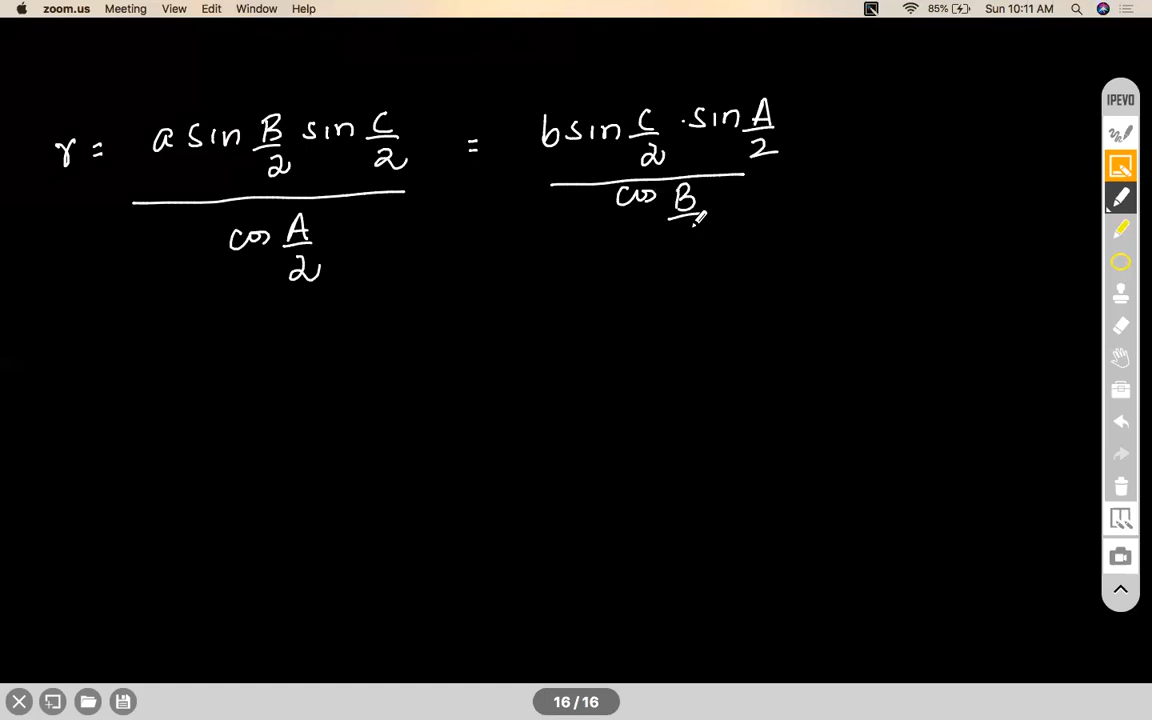 zoom.us Meeting View Edit Window Help 85% Sun 10:11 AM
IPEVO
r = a sin B/2 sin C/2 / cos A/2 = b sin C/2 · sin A/2 / cos B/
16/16